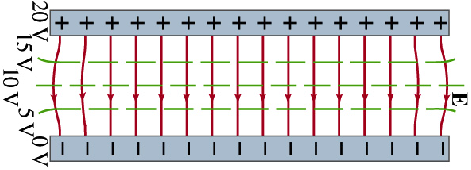 20 V
+ + + + + + + + + + + + + + + +
15 V
10 V
E
5 V
0 V
− − − − − − − − − − − − − − − −